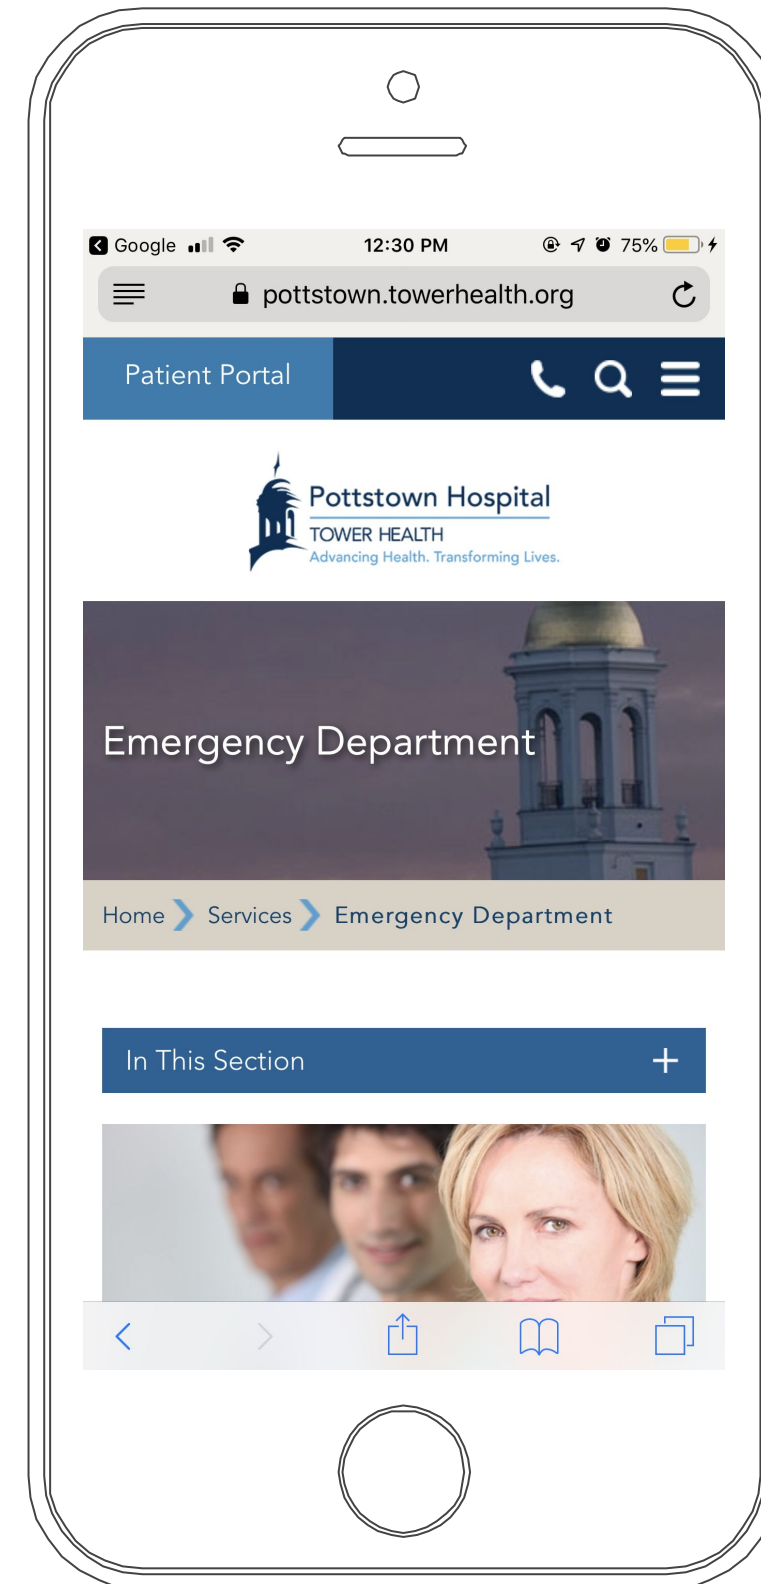 Google 12:30 PM 75%
pottstown.towerhealth.org
Patient Portal
Pottstown Hospital
TOWER HEALTH
Advancing Health. Transforming Lives.
Emergency Department
Home Services Emergency Department
In This Section